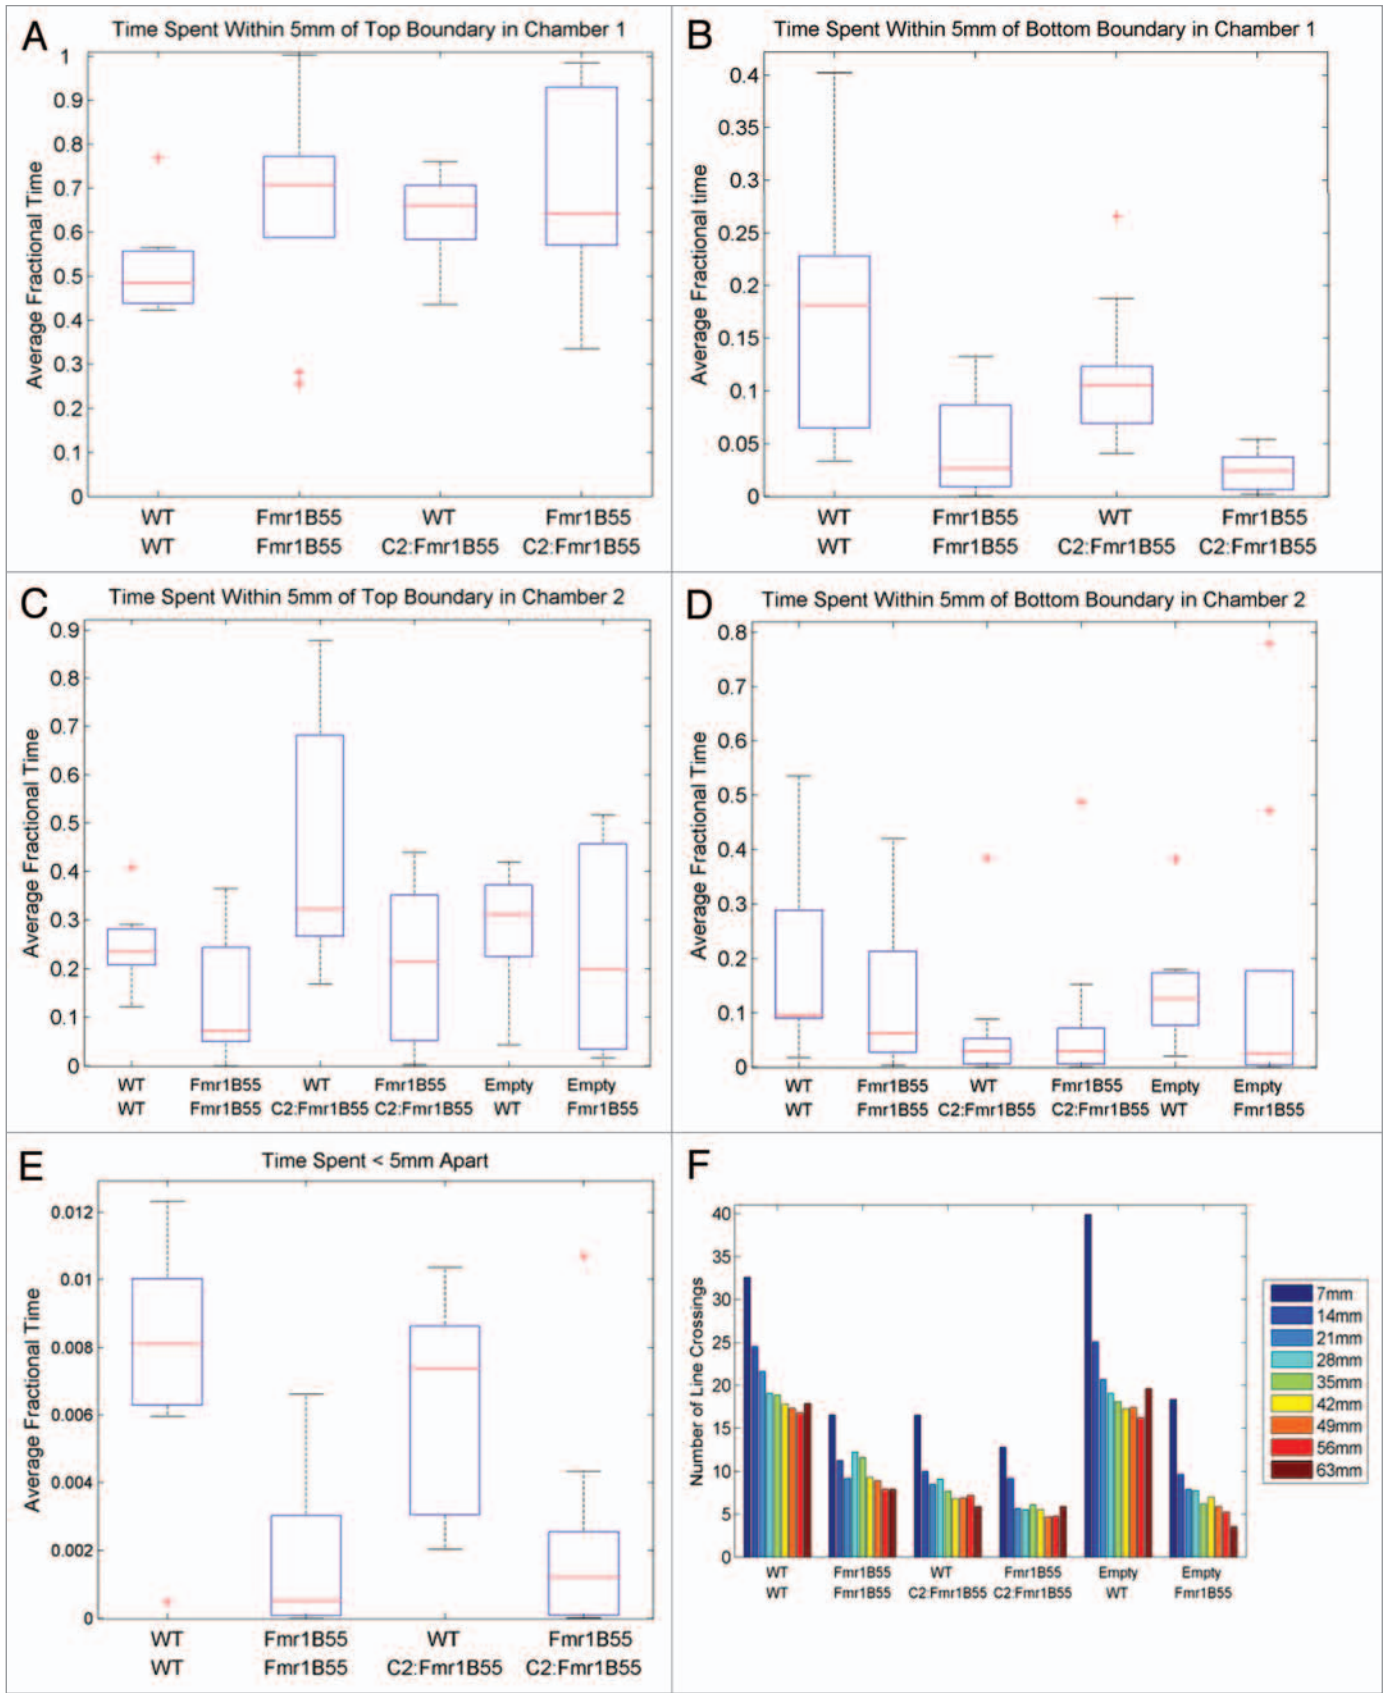 A
Time Spent Within 5mm of Top Boundary in Chamber 1
Average Fractional Time
1
0.9
0.8
0.7
0.6
0.5
0.4
0.3
0.2
0.1
0
WT Fmr1B55 WT Fmr1B55
WT Fmr1B55 C2:Fmr1B55 C2:Fmr1B55
B
Time Spent Within 5mm of Bottom Boundary in Chamber 1
Average Fractional time
0.4
0.35
0.3
0.25
0.2
0.15
0.1
0.05
0
WT Fmr1B55 WT Fmr1B55
WT Fmr1B55 C2:Fmr1B55 C2:Fmr1B55
C
Time Spent Within 5mm of Top Boundary in Chamber 2
Average Fractional Time
0.9
0.8
0.7
0.6
0.5
0.4
0.3
0.2
0.1
0
WT Fmr1B55 WT Fmr1B55 Empty Empty
WT Fmr1B55 C2:Fmr1B55 C2:Fmr1B55 WT Fmr1B55
D
Time Spent Within 5mm of Bottom Boundary in Chamber 2
Average Fractional Time
0.8
0.7
0.6
0.5
0.4
0.3
0.2
0.1
0
WT Fmr1B55 WT Fmr1B55 Empty Empty
WT Fmr1B55 C2:Fmr1B55 C2:Fmr1B55 WT Fmr1B55
E
Time Spent < 5mm Apart
Average Fractional Time
0.012
0.01
0.008
0.006
0.004
0.002
0
WT Fmr1B55 WT Fmr1B55
WT Fmr1B55 C2:Fmr1B55 C2:Fmr1B55
F
Number of Line Crossings
40
35
30
25
20
15
10
5
0
WT Fmr1B55 WT Fmr1B55 Empty Empty
WT Fmr1B55 C2:Fmr1B55 C2:Fmr1B55 WT Fmr1B55
7mm
14mm
21mm
28mm
35mm
42mm
49mm
56mm
63mm